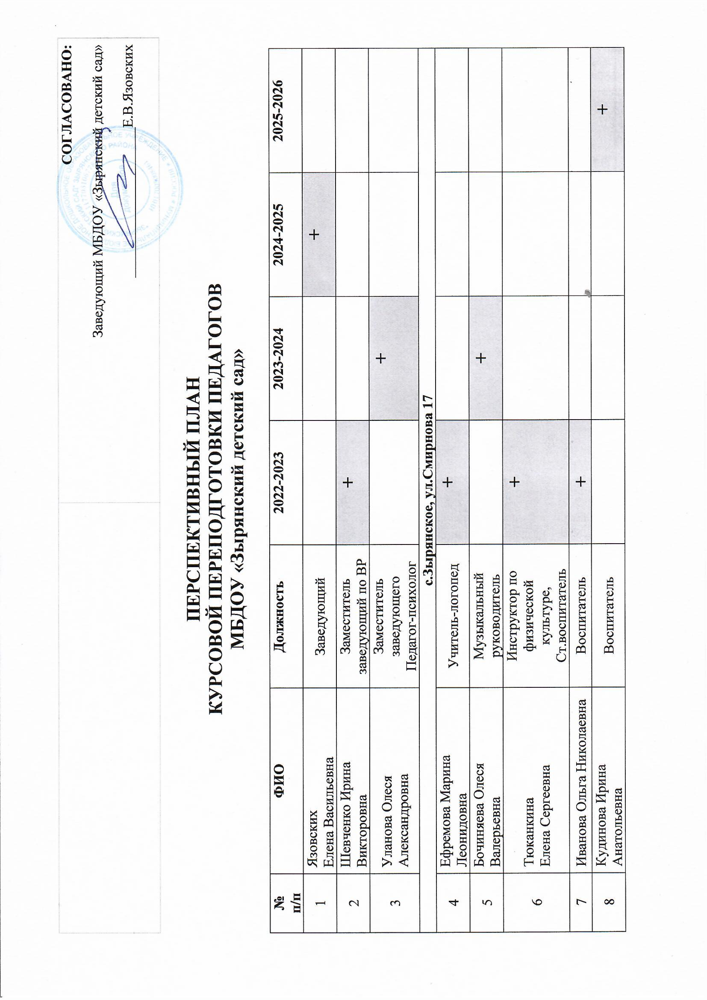 СОГЛАСОВАНО:
Заведующий МБДОУ «Зырянский детский сад»
Е.В.Язовских
ПЕРСПЕКТИВНЫЙ ПЛАН
КУРСОВОЙ ПЕРЕПОДГОТОВКИ ПЕДАГОГОВ
МБДОУ «Зырянский детский сад»
№ ФИО Должность 2022-2023 2023-2024 2024-2025 2025-2026
п/п
1 Язовских Заведующий +
Елена Васильевна
2 Шевченко Ирина Заместитель +
Викторовна заведующий по ВР
3 Уланова Олеся Заместитель +
Александровна заведующего
Педагог-психолог
с.Зырянское, ул.Смирнова 17
4 Ефремова Марина Учитель-логопед +
Леонидовна
5 Бочиняева Олеся Музыкальный +
Валерьевна руководитель
6 Тюканкина Инструктор по +
Елена Сергеевна физической
культуре,
Ст.воспитатель
7 Иванова Ольга Николаевна Воспитатель +
8 Кудинова Ирина Воспитатель +
Анатольевна